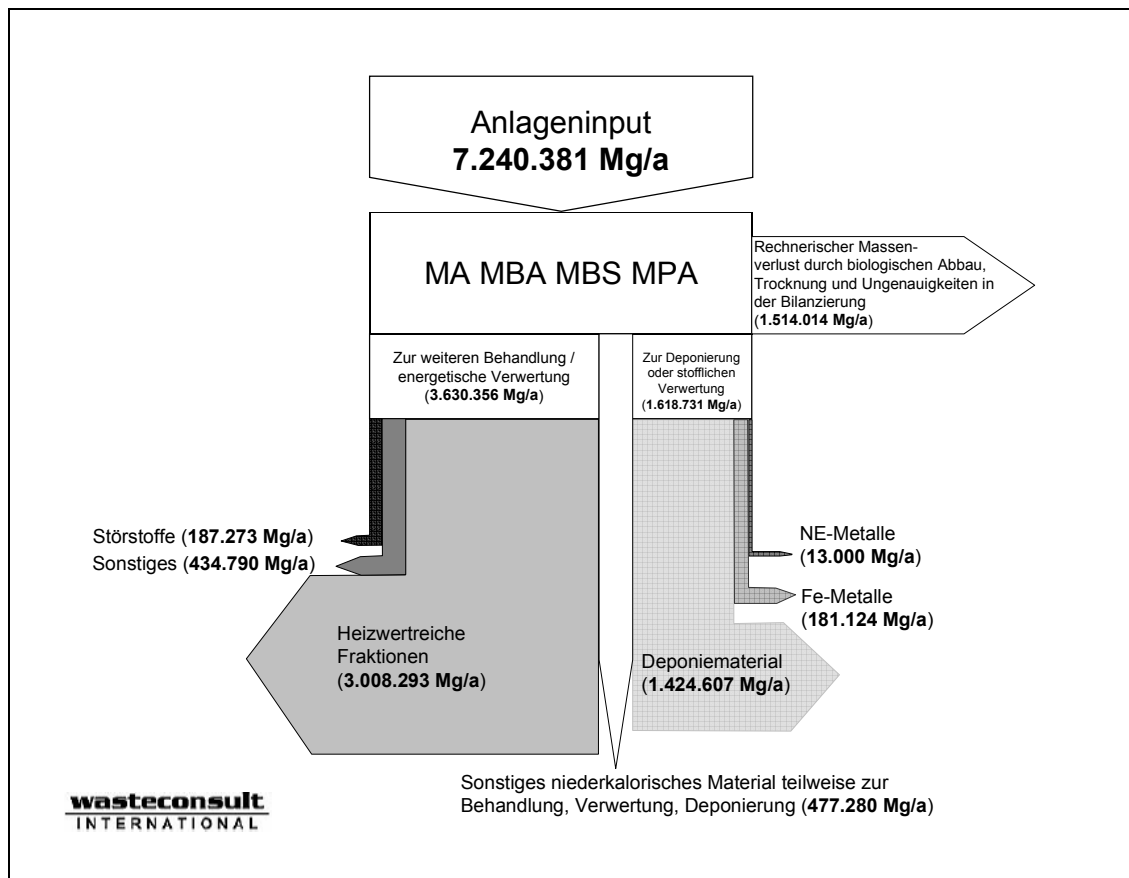 Anlageninput
7.240.381 Mg/a
MA MBA MBS MPA
Rechnerischer Massen-
verlust durch biologischen Abbau,
Trocknung und Ungenauigkeiten in
der Bilanzierung
(1.514.014 Mg/a)
Zur weiteren Behandlung /
energetische Verwertung
(3.630.356 Mg/a)
Zur Deponierung
oder stofflichen
Verwertung
(1.618.731 Mg/a)
Störstoffe (187.273 Mg/a)
Sonstiges (434.790 Mg/a)
NE-Metalle
(13.000 Mg/a)
Fe-Metalle
(181.124 Mg/a)
Heizwertreiche
Fraktionen
(3.008.293 Mg/a)
Deponiematerial
(1.424.607 Mg/a)
Sonstiges niederkalorisches Material teilweise zur
Behandlung, Verwertung, Deponierung (477.280 Mg/a)
wasteconsult
INTERNATIONAL